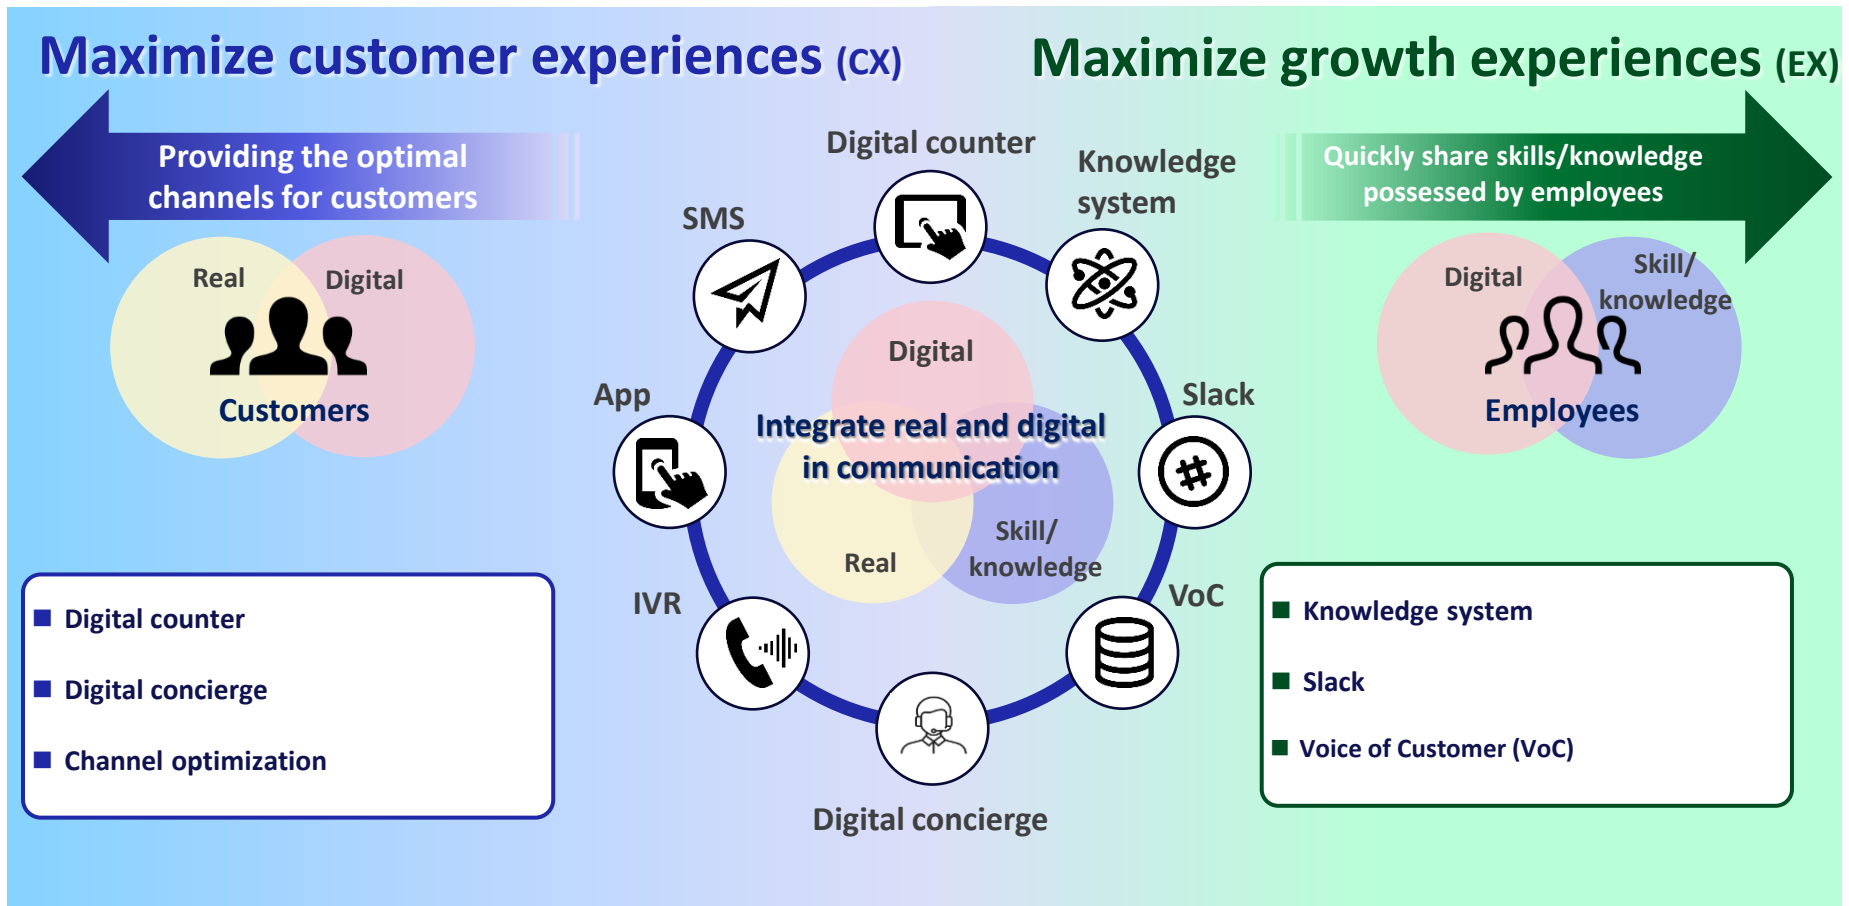 Maximize customer experiences (CX)
Maximize growth experiences (EX)
Providing the optimal
channels for customers
Quickly share skills/knowledge
possessed by employees
Real
Digital
Customers
Digital counter
Knowledge
system
SMS
App
Slack
IVR
VoC
Digital concierge
Digital
Integrate real and digital
in communication
Real
Skill/
knowledge
Digital
Skill/
knowledge
Employees
Digital counter
Digital concierge
Channel optimization
Knowledge system
Slack
Voice of Customer (VoC)